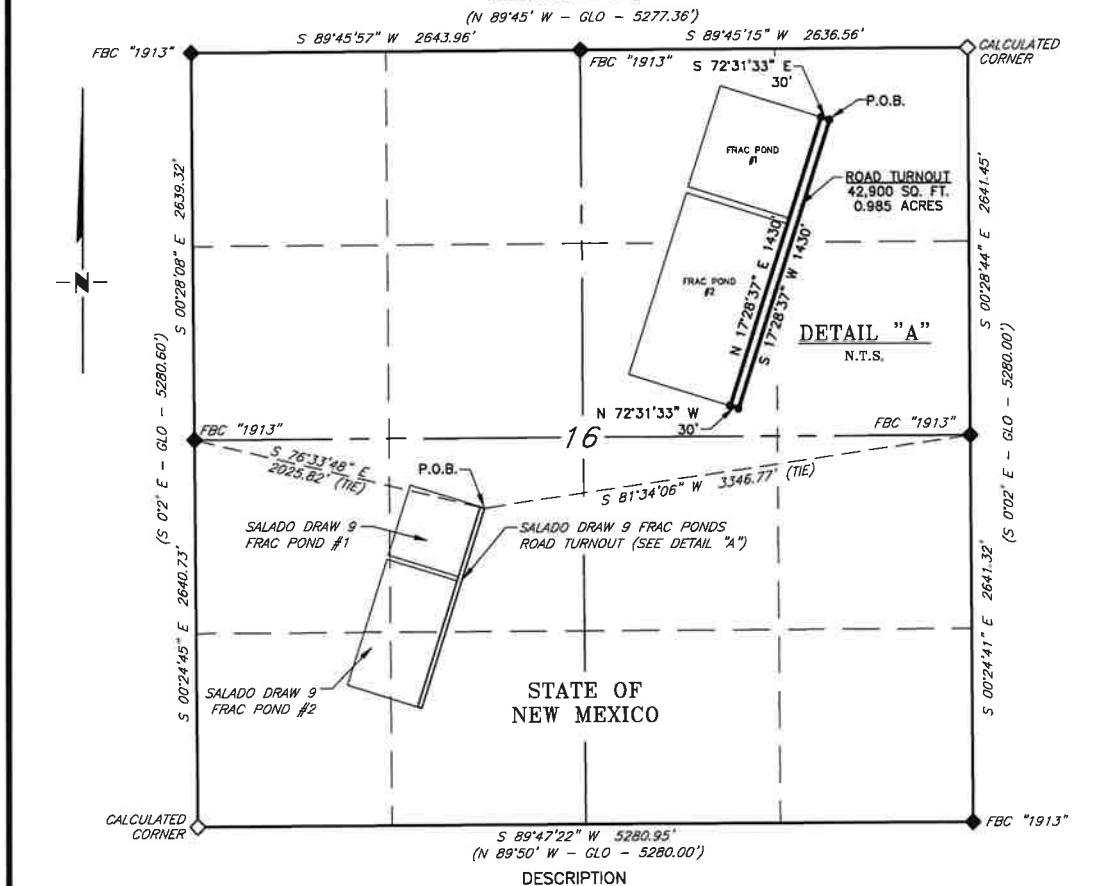 (N 89°45' W - GLO - 5277.36')
S 89°45'57" W 2643.96'
S 89°45'15" W 2636.56'
FBC "1913"
FBC "1913"
CALCULATED
CORNER
S 72°31'33" E
30'
P.O.B.
FRAC POND
#1
ROAD TURNOUT
42,900 SQ. FT.
0.985 ACRES
S 00°28'08" E 2639.32'
S 00°28'44" E 2641.45'
N
FRAC POND
#2
N 17°28'37" E 1430'
S 17°28'37" W 1430'
DETAIL "A"
N.T.S.
(S 0'2' E - GLO - 5280.60')
(S 0°02' E - GLO - 5280.00')
N 72°31'33" W
30'
FBC "1913"
16
FBC "1913"
S 76°33'48" E
2025.82' (TIE)
P.O.B.
S 81°34'06" W 3346.77' (TIE)
SALADO DRAW 9
FRAC POND #1
SALADO DRAW 9 FRAC PONDS
ROAD TURNOUT (SEE DETAIL "A")
S 00°24'45" E 2640.73'
S 00°24'41" E 2641.32'
SALADO DRAW 9
FRAC POND #2
STATE OF
NEW MEXICO
CALCULATED
CORNER
FBC "1913"
S 89°47'22" W 5280.95'
(N 89°50' W - GLO - 5280.00')
DESCRIPTION